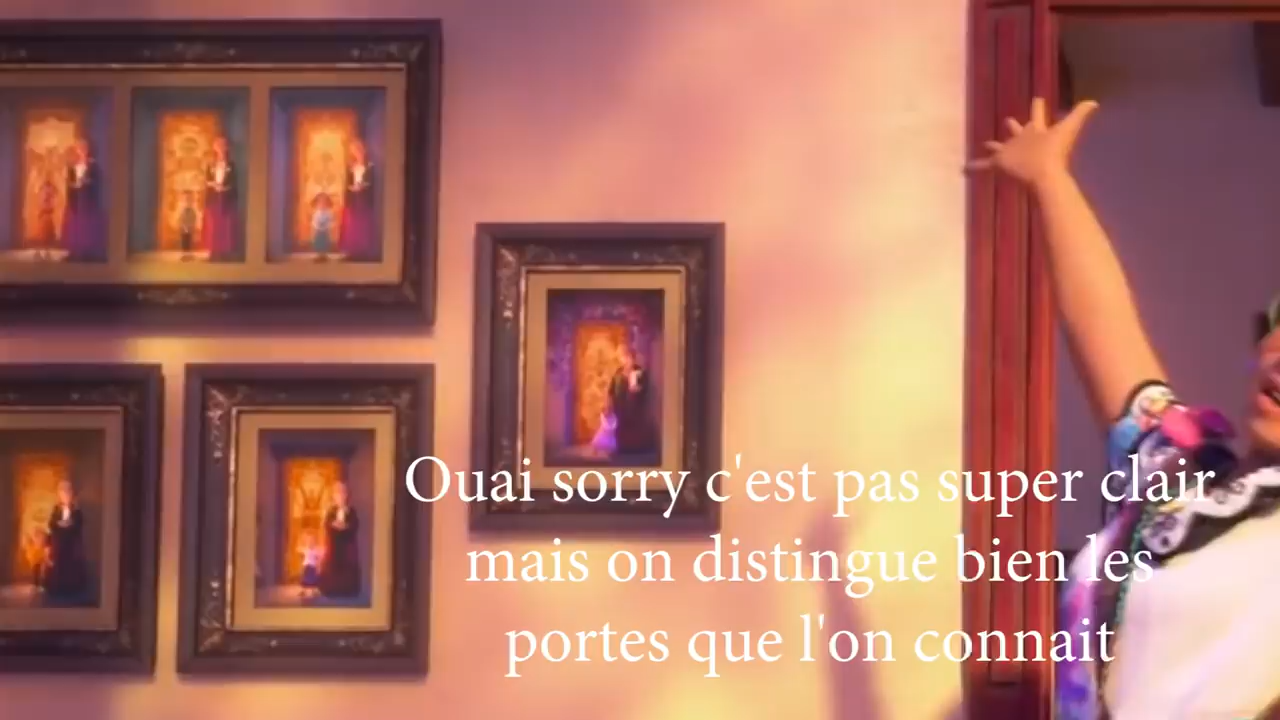 Ouai sorry c'est pas super clair
mais on distingue bien les
portes que l'on connait